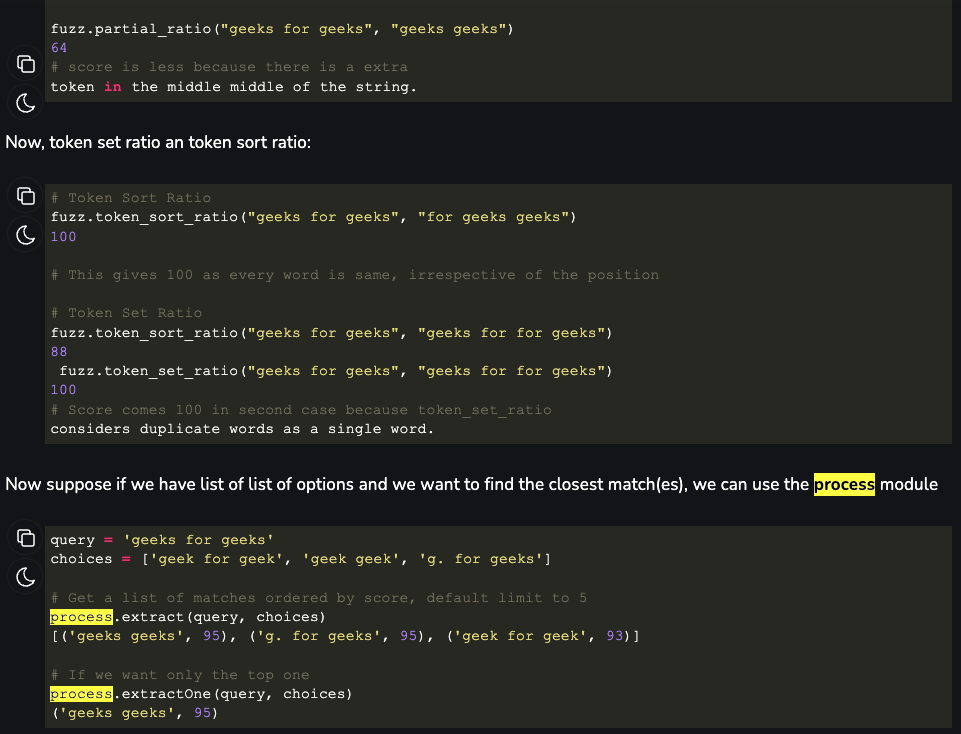 fuzz.partial_ratio("geeks for geeks", "geeks geeks")
64
# score is less because there is a extra
token in the middle middle of the string.
Now, token set ratio an token sort ratio:
# Token Sort Ratio
fuzz.token_sort_ratio("geeks for geeks", "for geeks geeks")
100
# This gives 100 as every word is same, irrespective of the position
# Token Set Ratio
fuzz.token_sort_ratio("geeks for geeks", "geeks for for geeks")
88
fuzz.token_set_ratio("geeks for geeks", "geeks for for geeks")
100
# Score comes 100 in second case because token_set_ratio
considers duplicate words as a single word.
Now suppose if we have list of list of options and we want to find the closest match(es), we can use the process module
query = 'geeks for geeks'
choices = ['geek for geek', 'geek geek', 'g. for geeks']
# Get a list of matches ordered by score, default limit to 5
process.extract(query, choices)
[('geeks geeks', 95), ('g. for geeks', 95), ('geek for geek', 93)]
# If we want only the top one
process.extractOne(query, choices)
('geeks geeks', 95)